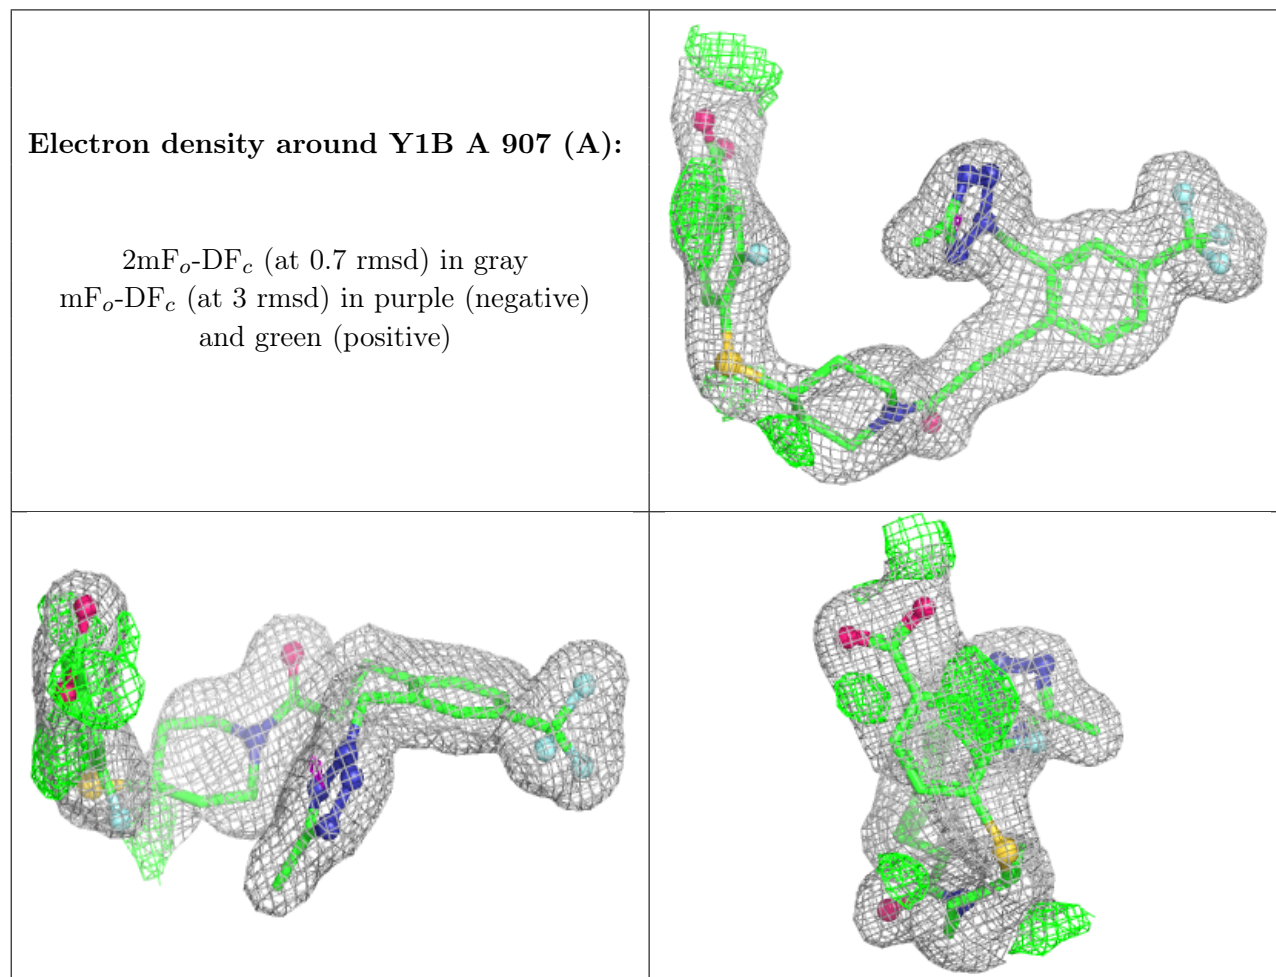 Electron density around Y1B A 907 (A):
2mFo-DFc (at 0.7 rmsd) in gray
mFo-DFc (at 3 rmsd) in purple (negative)
and green (positive)